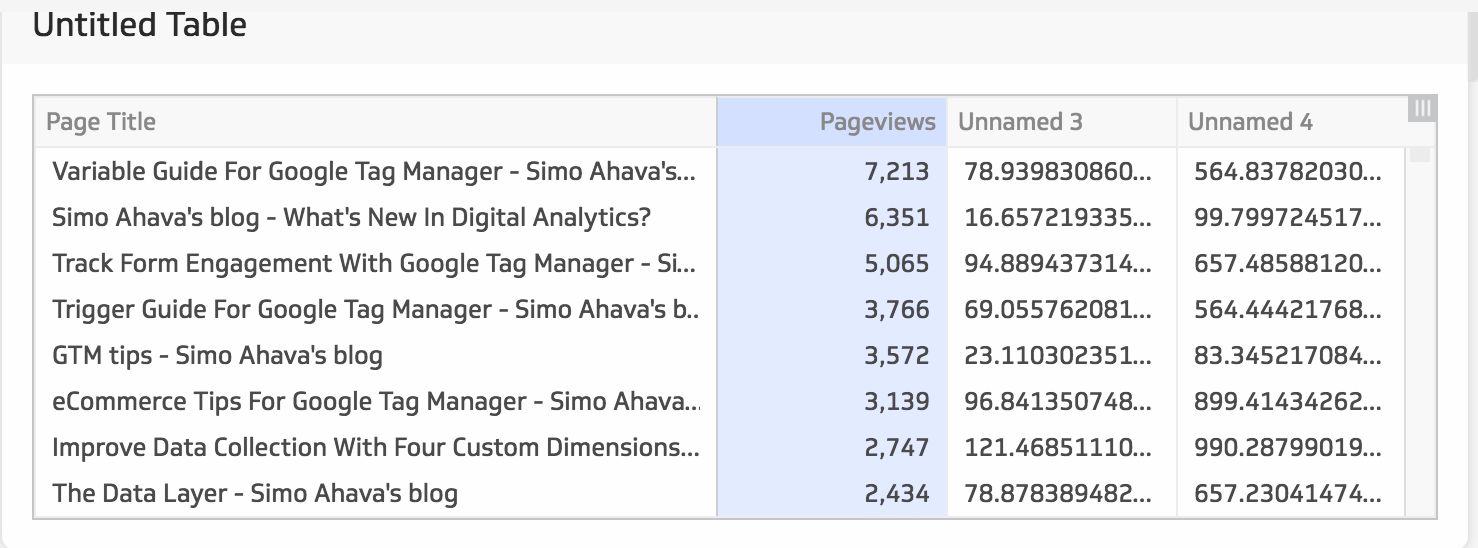 Untitled Table
Page Title Pageviews Unnamed 3 Unnamed 4
Variable Guide For Google Tag Manager - Simo Ahava's... 7,213 78.939830860... 564.83782030...
Simo Ahava's blog - What's New In Digital Analytics? 6,351 16.657219335... 99.799724517...
Track Form Engagement With Google Tag Manager - Si... 5,065 94.889437314... 657.48588120...
Trigger Guide For Google Tag Manager - Simo Ahava's b.. 3,766 69.055762081... 564.44421768...
GTM tips - Simo Ahava's blog 3,572 23.110302351... 83.345217084...
eCommerce Tips For Google Tag Manager - Simo Ahava... 3,139 96.841350748... 899.41434262...
Improve Data Collection With Four Custom Dimensions... 2,747 121.46851110... 990.28799019...
The Data Layer - Simo Ahava's blog 2,434 78.878389482... 657.23041474...